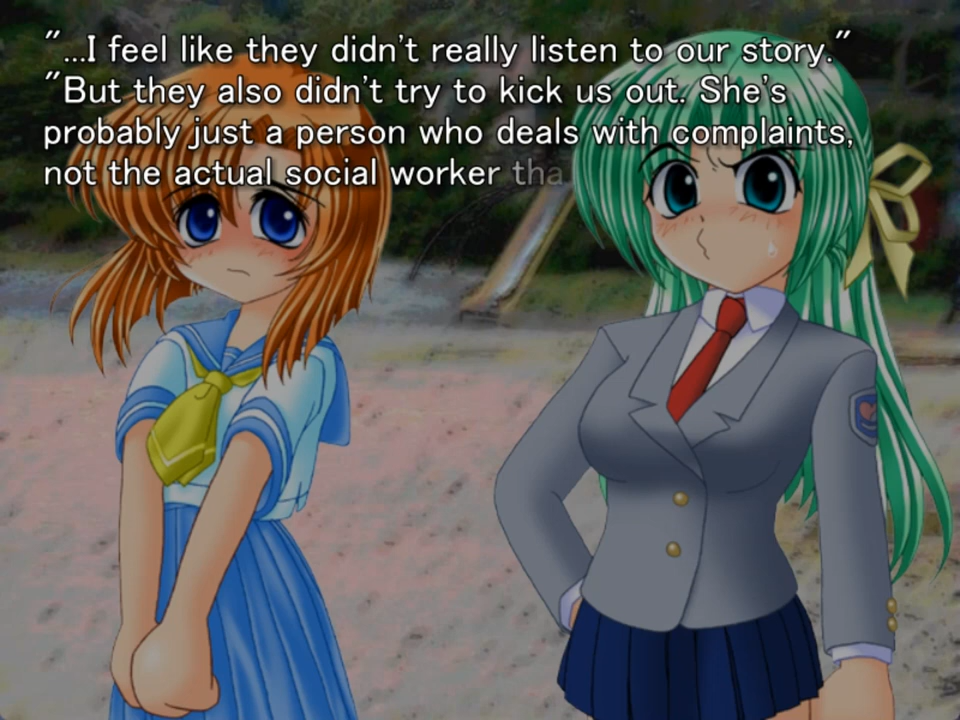 "...I feel like they didn't really listen to our story."
"But they also didn't try to kick us out. She's
probably just a person who deals with complaints,
not the actual social worker tha